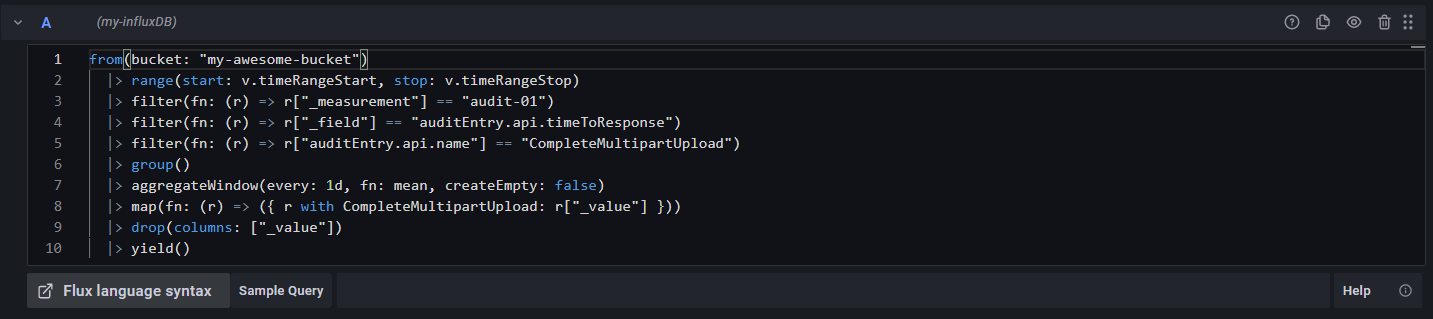 A (my-influxDB)
1 from(bucket: "my-awesome-bucket")
2 |> range(start: v.timeRangeStart, stop: v.timeRangeStop)
3 |> filter(fn: (r) => r["_measurement"] == "audit-01")
4 |> filter(fn: (r) => r["_field"] == "auditEntry.api.timeToResponse")
5 |> filter(fn: (r) => r["auditEntry.api.name"] == "CompleteMultipartUpload")
6 |> group()
7 |> aggregateWindow(every: 1d, fn: mean, createEmpty: false)
8 |> map(fn: (r) => ({ r with CompleteMultipartUpload: r["_value"] }))
9 |> drop(columns: ["_value"])
10 |> yield()
Flux language syntax Sample Query Help